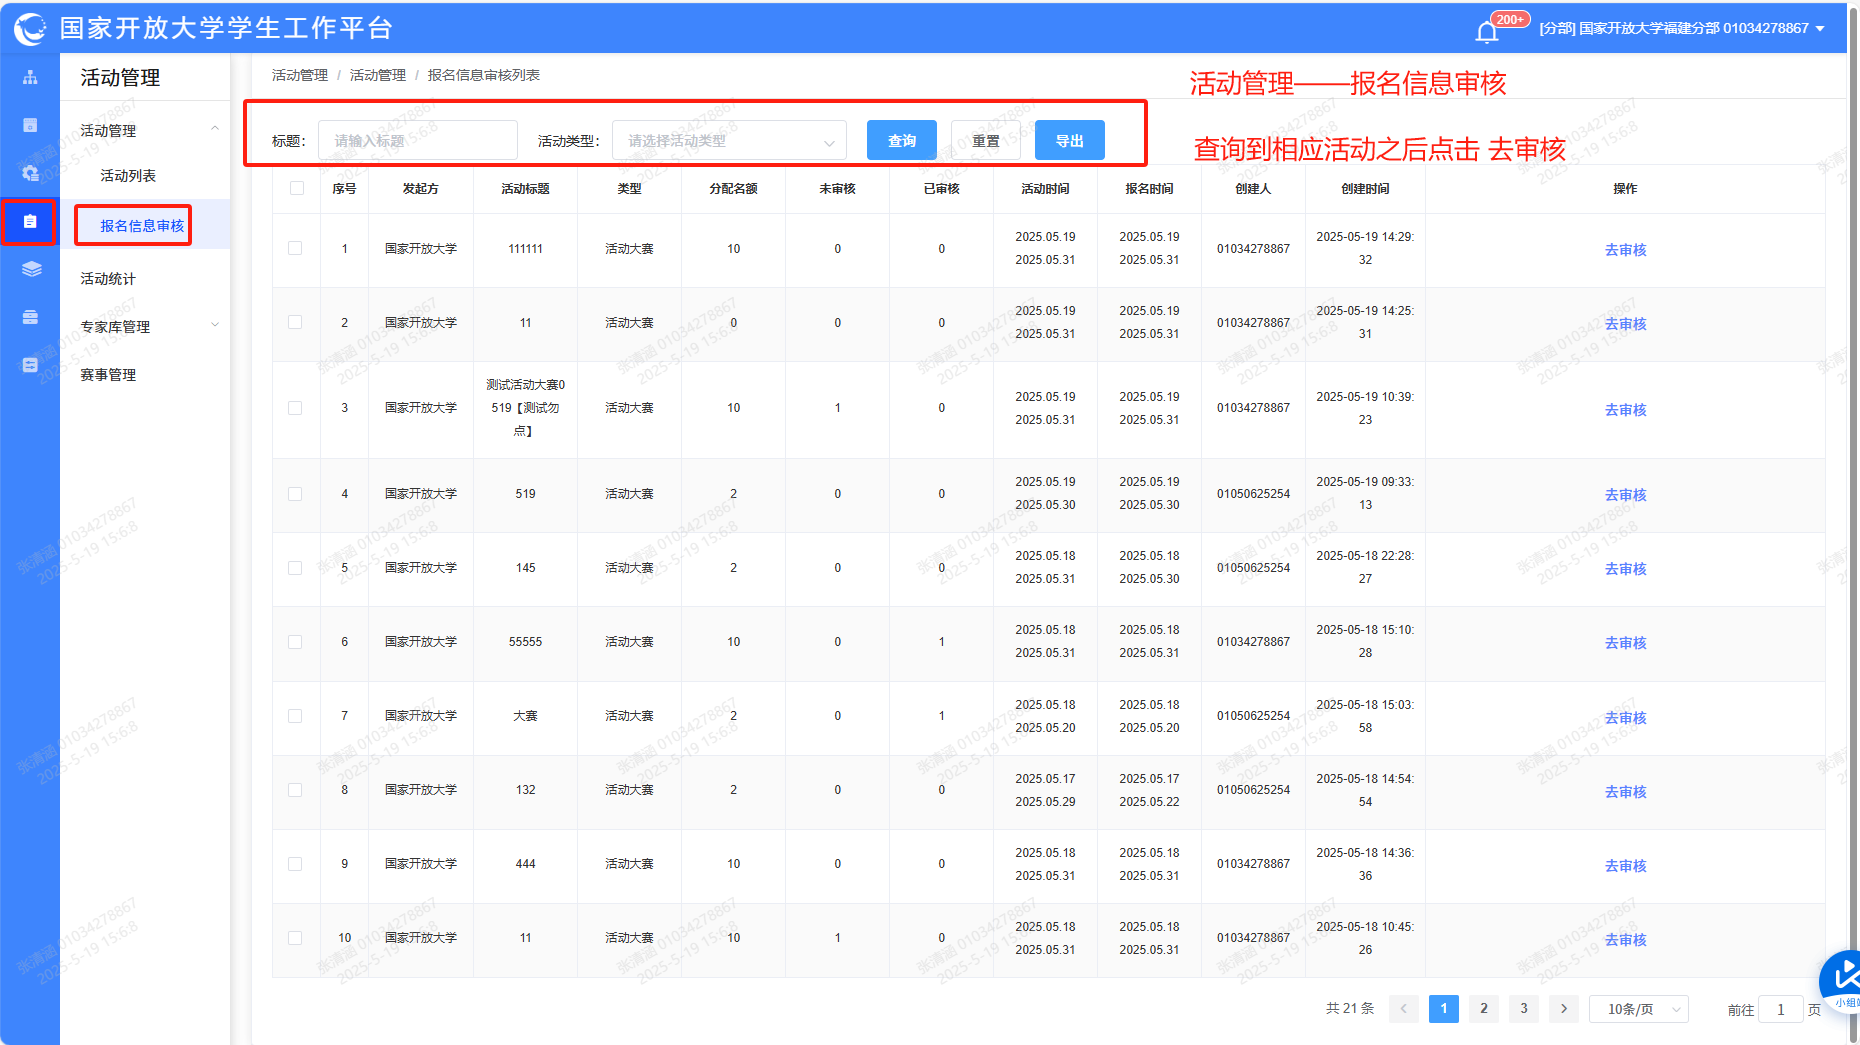 国家开放大学学生工作平台
200+
[分部] 国家开放大学福建分部 01034278867
活动管理
活动管理
活动列表
报名信息审核
活动统计
专家库管理
赛事管理
活动管理 / 活动管理 / 报名信息审核列表
活动管理——报名信息审核
查询到相应活动之后点击 去审核
标题： 请输入标题 活动类型： 请选择活动类型 查询 重置 导出
序号 发起方 活动标题 类型 分配名额 未审核 已审核 活动时间 报名时间 创建人 创建时间 操作
1 国家开放大学 111111 活动大赛 10 0 0 2025.05.19 2025.05.31 2025.05.19 2025.05.31 01034278867 2025-05-19 14:29:32 去审核
2 国家开放大学 11 活动大赛 0 0 0 2025.05.19 2025.05.31 2025.05.19 2025.05.31 01034278867 2025-05-19 14:25:31 去审核
3 国家开放大学 测试活动大赛0519【测试勿点】 活动大赛 10 1 0 2025.05.19 2025.05.31 2025.05.19 2025.05.31 01034278867 2025-05-19 10:39:23 去审核
4 国家开放大学 519 活动大赛 2 0 0 2025.05.19 2025.05.30 2025.05.19 2025.05.30 01050625254 2025-05-19 09:33:13 去审核
5 国家开放大学 145 活动大赛 2 0 0 2025.05.18 2025.05.31 2025.05.18 2025.05.30 01050625254 2025-05-18 22:28:27 去审核
6 国家开放大学 55555 活动大赛 10 0 1 2025.05.18 2025.05.31 2025.05.18 2025.05.31 01034278867 2025-05-18 15:10:28 去审核
7 国家开放大学 大赛 活动大赛 2 0 1 2025.05.18 2025.05.20 2025.05.18 2025.05.20 01050625254 2025-05-18 15:03:58 去审核
8 国家开放大学 132 活动大赛 2 0 0 2025.05.17 2025.05.29 2025.05.17 2025.05.22 01050625254 2025-05-18 14:54:54 去审核
9 国家开放大学 444 活动大赛 10 0 0 2025.05.18 2025.05.31 2025.05.18 2025.05.31 01034278867 2025-05-18 14:36:36 去审核
10 国家开放大学 11 活动大赛 10 1 0 2025.05.18 2025.05.31 2025.05.18 2025.05.31 01034278867 2025-05-18 10:45:26 去审核
共 21 条 < 1 2 3 > 10条/页 前往 1 页
小组
张清涵 01034278867
2025-5-19 15:6:8